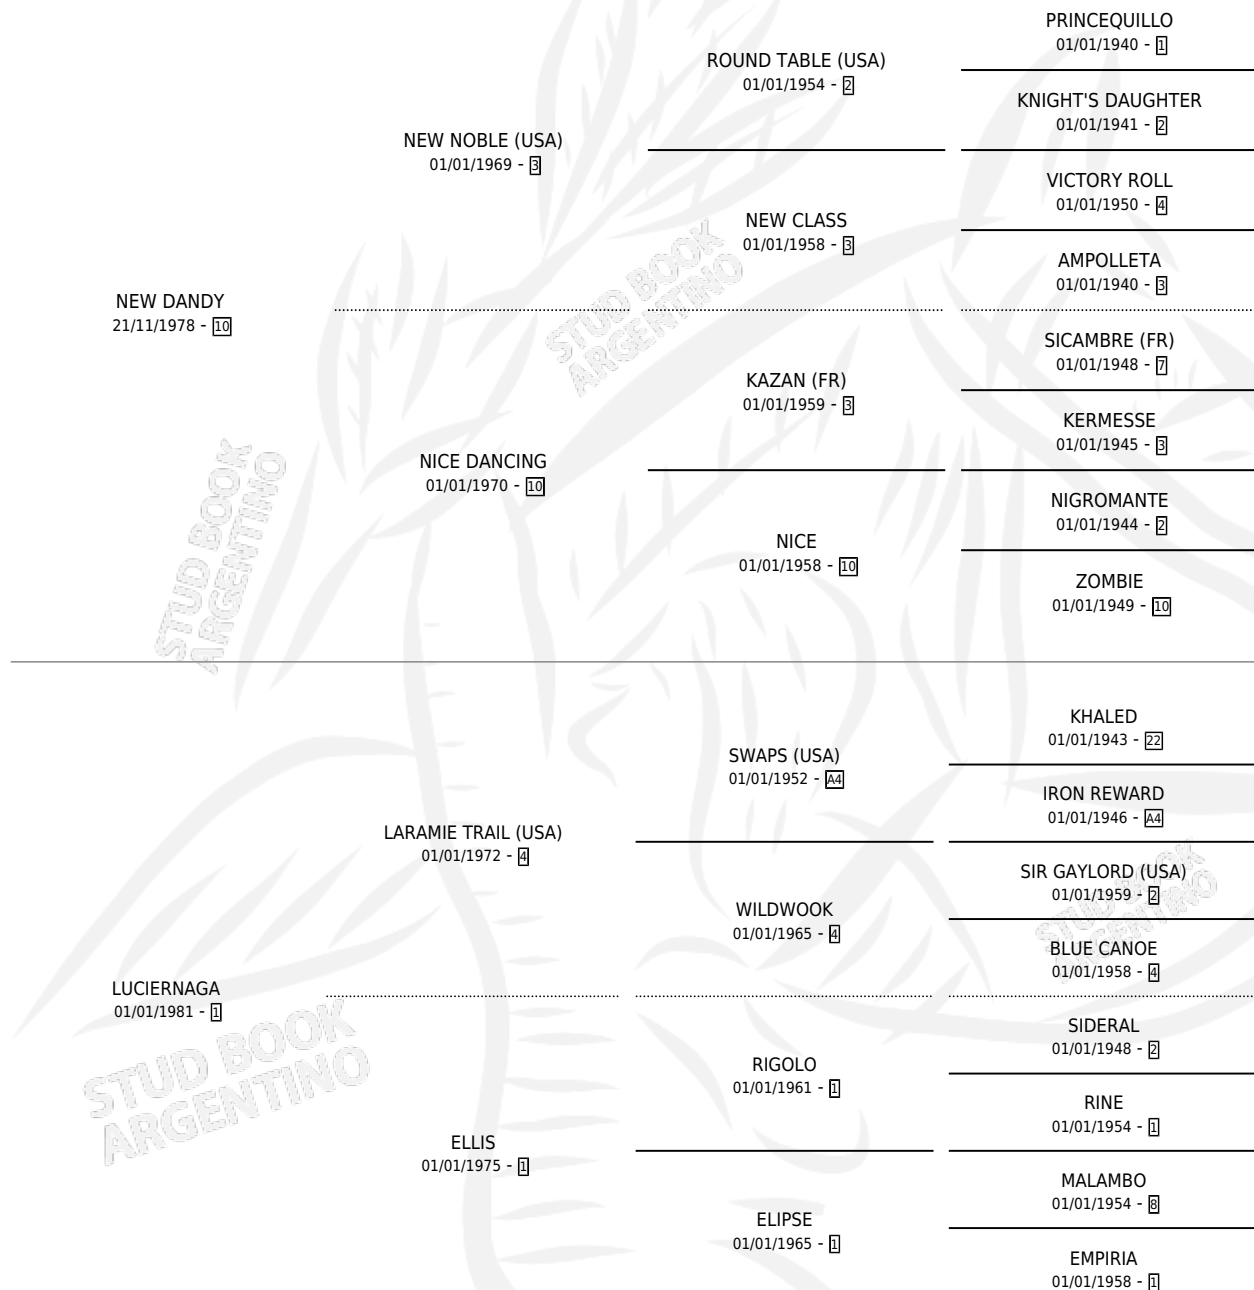 PRINCEQUILLO
01/01/1940 - 1
ROUND TABLE (USA)
01/01/1954 - 2
KNIGHT'S DAUGHTER
01/01/1941 - 2
NEW NOBLE (USA)
01/01/1969 - 3
VICTORY ROLL
01/01/1950 - 4
NEW CLASS
01/01/1958 - 3
AMPOLLETA
01/01/1940 - 3
NEW DANDY
21/11/1978 - 10
SICAMBRE (FR)
01/01/1948 - 7
KAZAN (FR)
01/01/1959 - 3
KERMESSE
01/01/1945 - 3
NICE DANCING
01/01/1970 - 10
NIGROMANTE
01/01/1944 - 2
NICE
01/01/1958 - 10
ZOMBIE
01/01/1949 - 10
KHALED
01/01/1943 - 22
SWAPS (USA)
01/01/1952 - A4
IRON REWARD
01/01/1946 - A4
LARAMIE TRAIL (USA)
01/01/1972 - 4
SIR GAYLORD (USA)
01/01/1959 - 2
WILDWOOK
01/01/1965 - 4
BLUE CANOE
01/01/1958 - 4
LUCIERNAGA
01/01/1981 - 1
SIDERAL
01/01/1948 - 2
RIGOLO
01/01/1961 - 1
RINE
01/01/1954 - 1
ELLIS
01/01/1975 - 1
MALAMBO
01/01/1954 - 8
ELIPSE
01/01/1965 - 1
EMPIRIA
01/01/1958 - 1
STUD BOOK
ARGENTINO
STUD BOOK
ARGENTINO
STUD BOOK
ARGENTINO
STUD BOOK
ARGENTINO